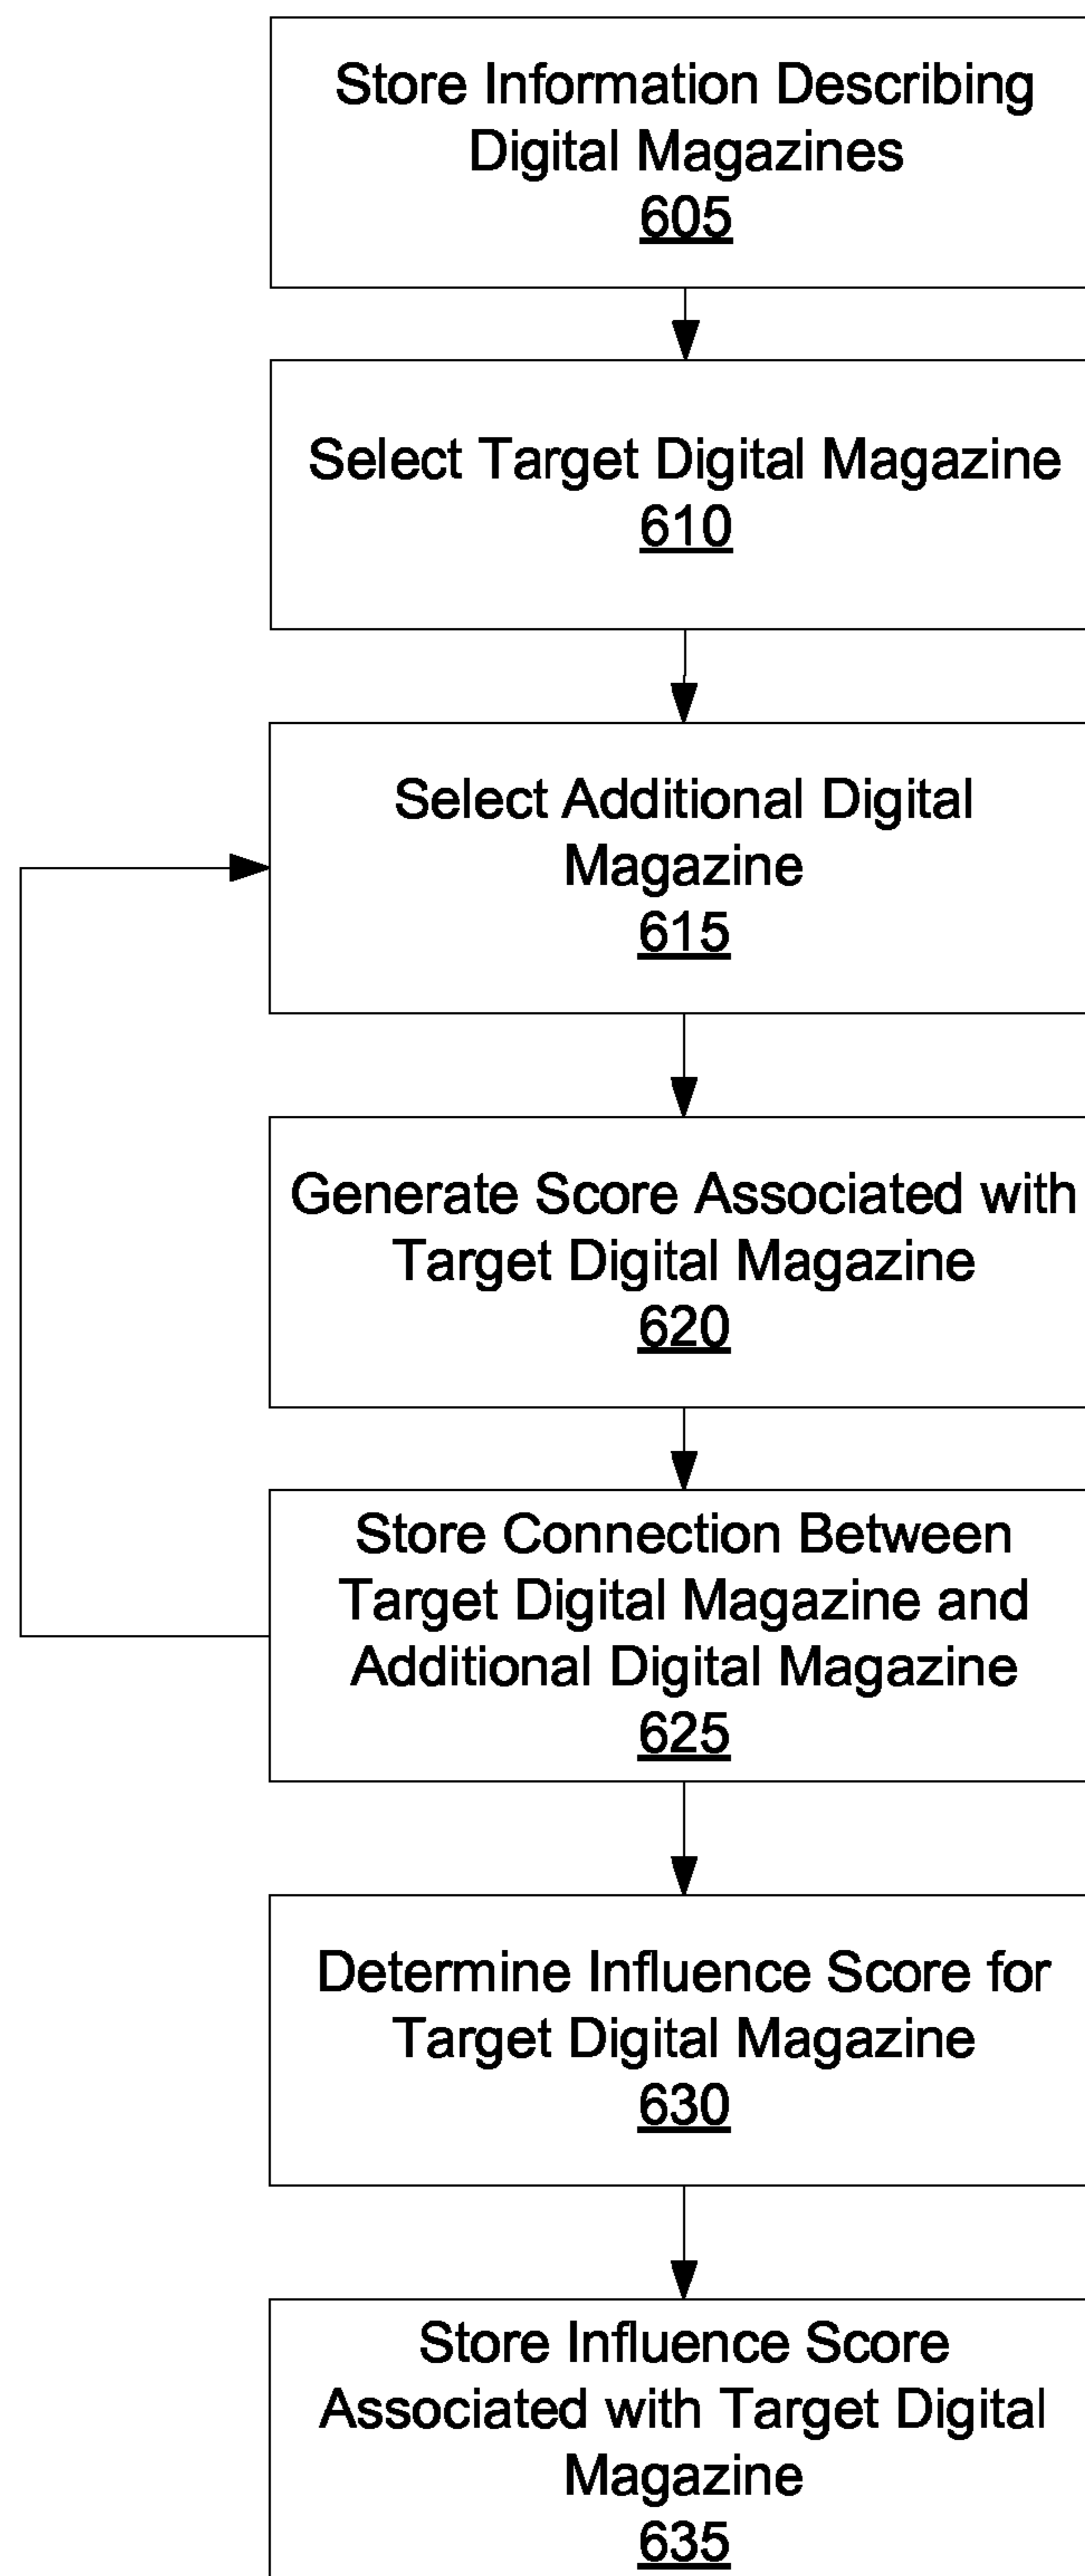 Store Information Describing
Digital Magazines
605
Select Target Digital Magazine
610
Select Additional Digital
Magazine
615
Generate Score Associated with
Target Digital Magazine
620
Store Connection Between
Target Digital Magazine and
Additional Digital Magazine
625
Determine Influence Score for
Target Digital Magazine
630
Store Influence Score
Associated with Target Digital
Magazine
635